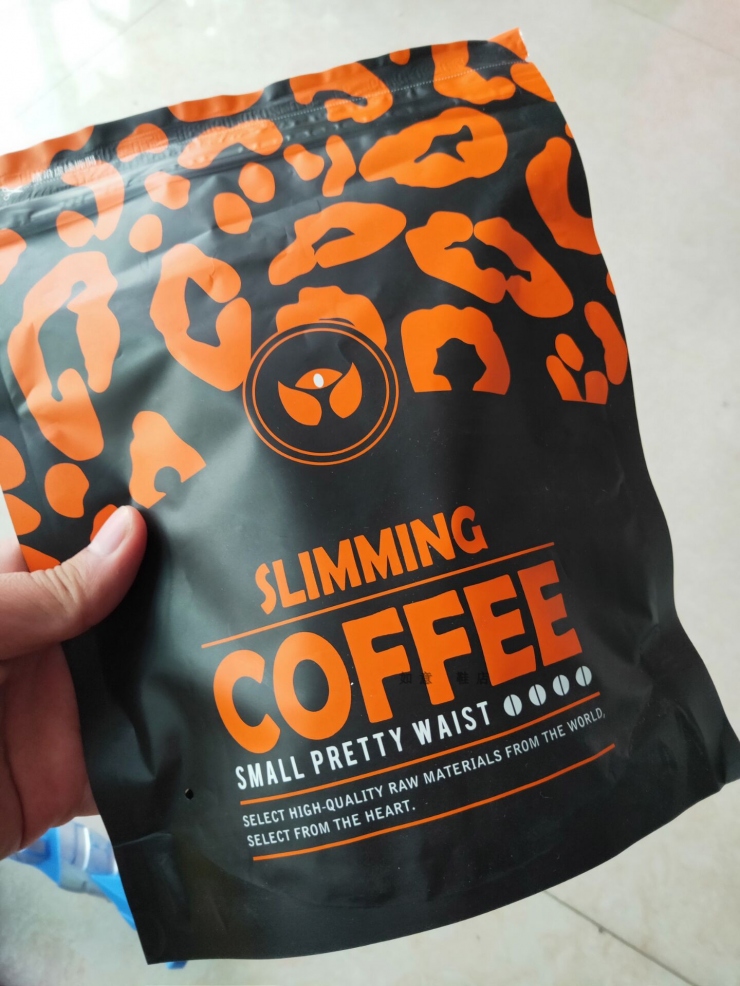 SLIMMING
COFFEE
SMALL PRETTY WAIST
SELECT HIGH-QUALITY RAW MATERIALS FROM THE WORLD,
SELECT FROM THE HEART.